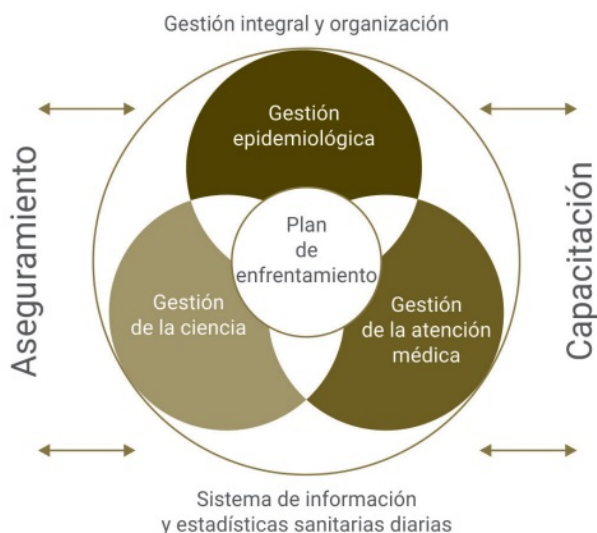 Gestión integral y organización
Gestión
epidemiológica
Aseguramiento
Plan
de
enfrentamiento
Capacitación
Gestión
de la ciencia
Gestión
de la atención
médica
Sistema de información
y estadísticas sanitarias diarias